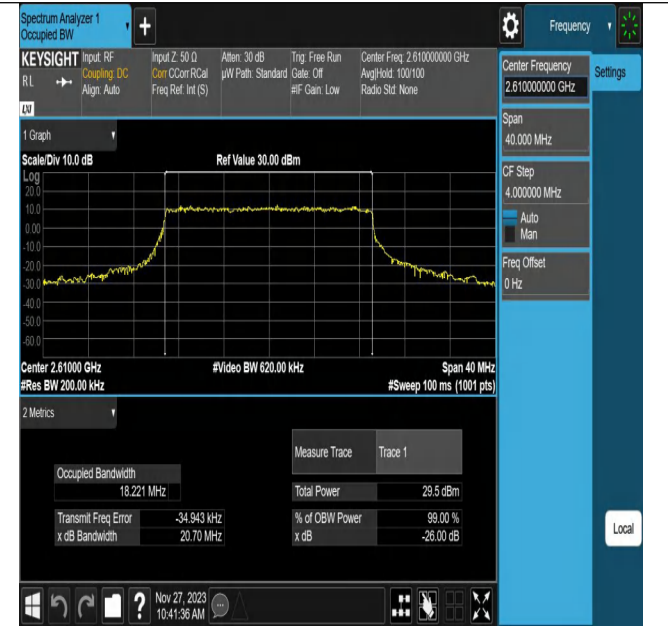 Spectrum Analyzer 1
Occupied BW
+
Frequency
KEYSIGHT Input: RF Input Z: 50 Ω Atten: 30 dB Trig: Free Run Center Freq: 2.610000000 GHz
RL Coupling: DC Corr CCorr RCal µW Path: Standard Gate: Off Avg|Hold: 100/100
Align: Auto Freq Ref: Int (S) #IF Gain: Low Radio Std: None
LXI
Center Frequency
2.610000000 GHz
Settings
Span
40.000 MHz
CF Step
4.000000 MHz
Auto
Man
Freq Offset
0 Hz
Local
1 Graph
Scale/Div 10.0 dB Ref Value 30.00 dBm
Log
20.0
10.0
0.00
-10.0
-20.0
-30.0
-40.0
-50.0
-60.0
Center 2.61000 GHz #Video BW 620.00 kHz Span 40 MHz
#Res BW 200.00 kHz #Sweep 100 ms (1001 pts)
2 Metrics
Measure Trace Trace 1
Occupied Bandwidth
18.221 MHz Total Power 29.5 dBm
Transmit Freq Error -34.943 kHz % of OBW Power 99.00 %
x dB Bandwidth 20.70 MHz x dB -26.00 dB
? Nov 27, 2023
10:41:36 AM